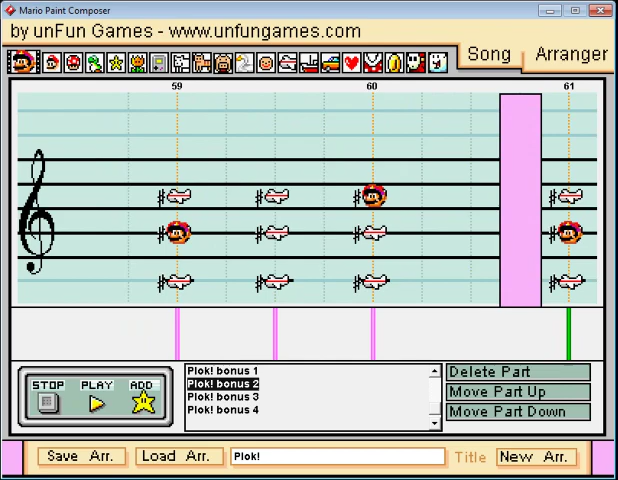 Mario Paint Composer
by unFun Games - www.unfungames.com
Song
Arranger
59 60 61
STOP PLAY ADD
Plok! bonus 1
Plok! bonus 2
Plok! bonus 3
Plok! bonus 4
Delete Part
Move Part Up
Move Part Down
Save Arr.
Load Arr.
Plok!
Title
New Arr.